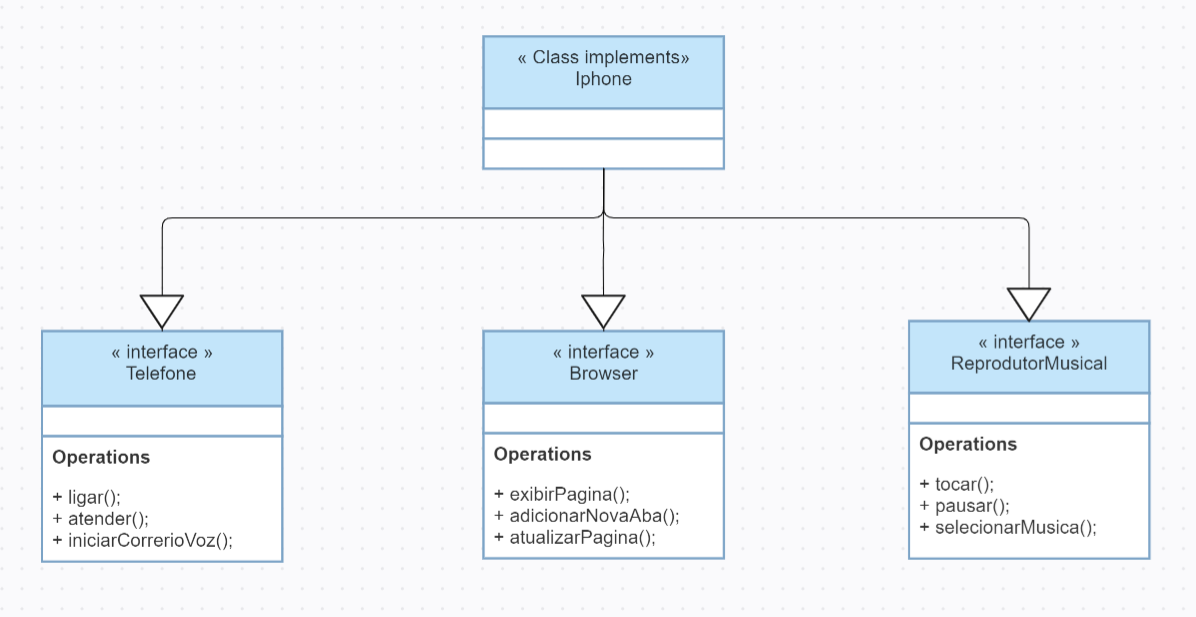 « Class implements»
Iphone
« interface »
Telefone
Operations
+ ligar();
+ atender();
+ iniciarCorrerioVoz();
« interface »
Browser
Operations
+ exibirPagina();
+ adicionarNovaAba();
+ atualizarPagina();
« interface »
ReprodutorMusical
Operations
+ tocar();
+ pausar();
+ selecionarMusica();